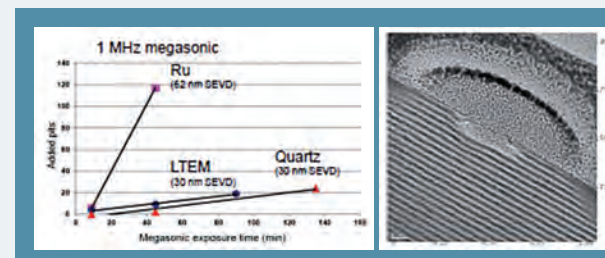 1 MHz megasonic
Ru
(62 nm SEVD)
LTEM
(30 nm SEVD)
Quartz
(30 nm SEVD)
Added pits
140
120
100
80
60
40
20
0
0 20 40 60 80 100 120 140 160
Megasonic exposure time (min)